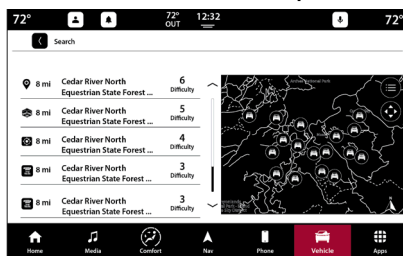 72°
72°
OUT
12:32
72°
Search
8 mi
Cedar River North
Equestrian State Forest ...
6
Difficulty
8 mi
Cedar River North
Equestrian State Forest ...
5
Difficulty
8 mi
Cedar River North
Equestrian State Forest ...
4
Difficulty
8 mi
Cedar River North
Equestrian State Forest ...
3
Difficulty
8 mi
Cedar River North
Equestrian State Forest ...
3
Difficulty
Home
Media
Comfort
Nav
Phone
Vehicle
Apps